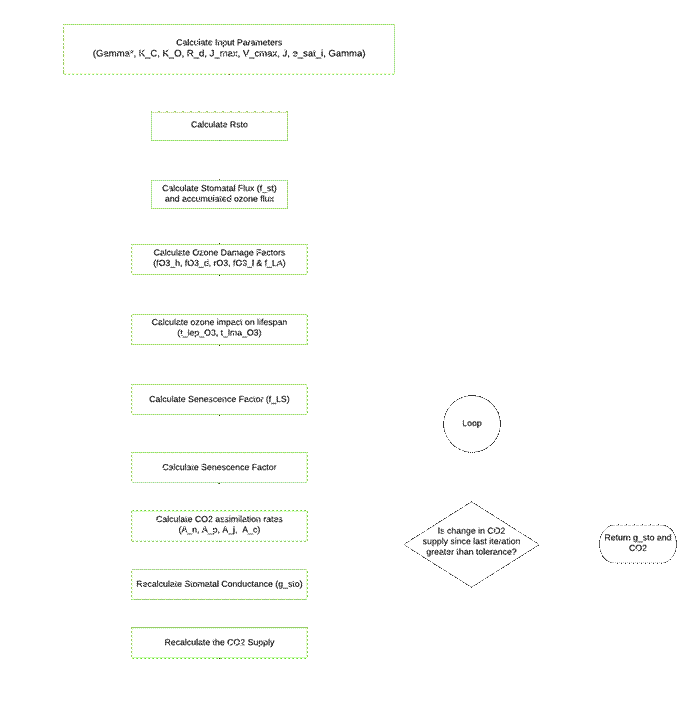 Calculate Input Parameters
(Gamma*, K_C, K_O, R_d, J_max, V_cmax, J, e_sat_i, Gamma)
Calculate Rsto
Calculate Stomatal Flux (f_st)
and accumulated ozone flux
Calculate Ozone Damage Factors
(fO3_h, fO3_d, rO3, fO3_l & f_LA)
Calculate ozone impact on lifespan
(t_lep_O3, t_lma_O3)
Calculate Senescence Factor (f_LS)
Loop
Calculate Senescence Factor
Calculate CO2 assimilation rates
(A_n, A_p, A_j, A_c)
Is change in CO2
supply since last iteration
greater than tolerance?
Return g_sto and
CO2
Recalculate Stomatal Conductance (g_sto)
Recalculate the CO2 Supply